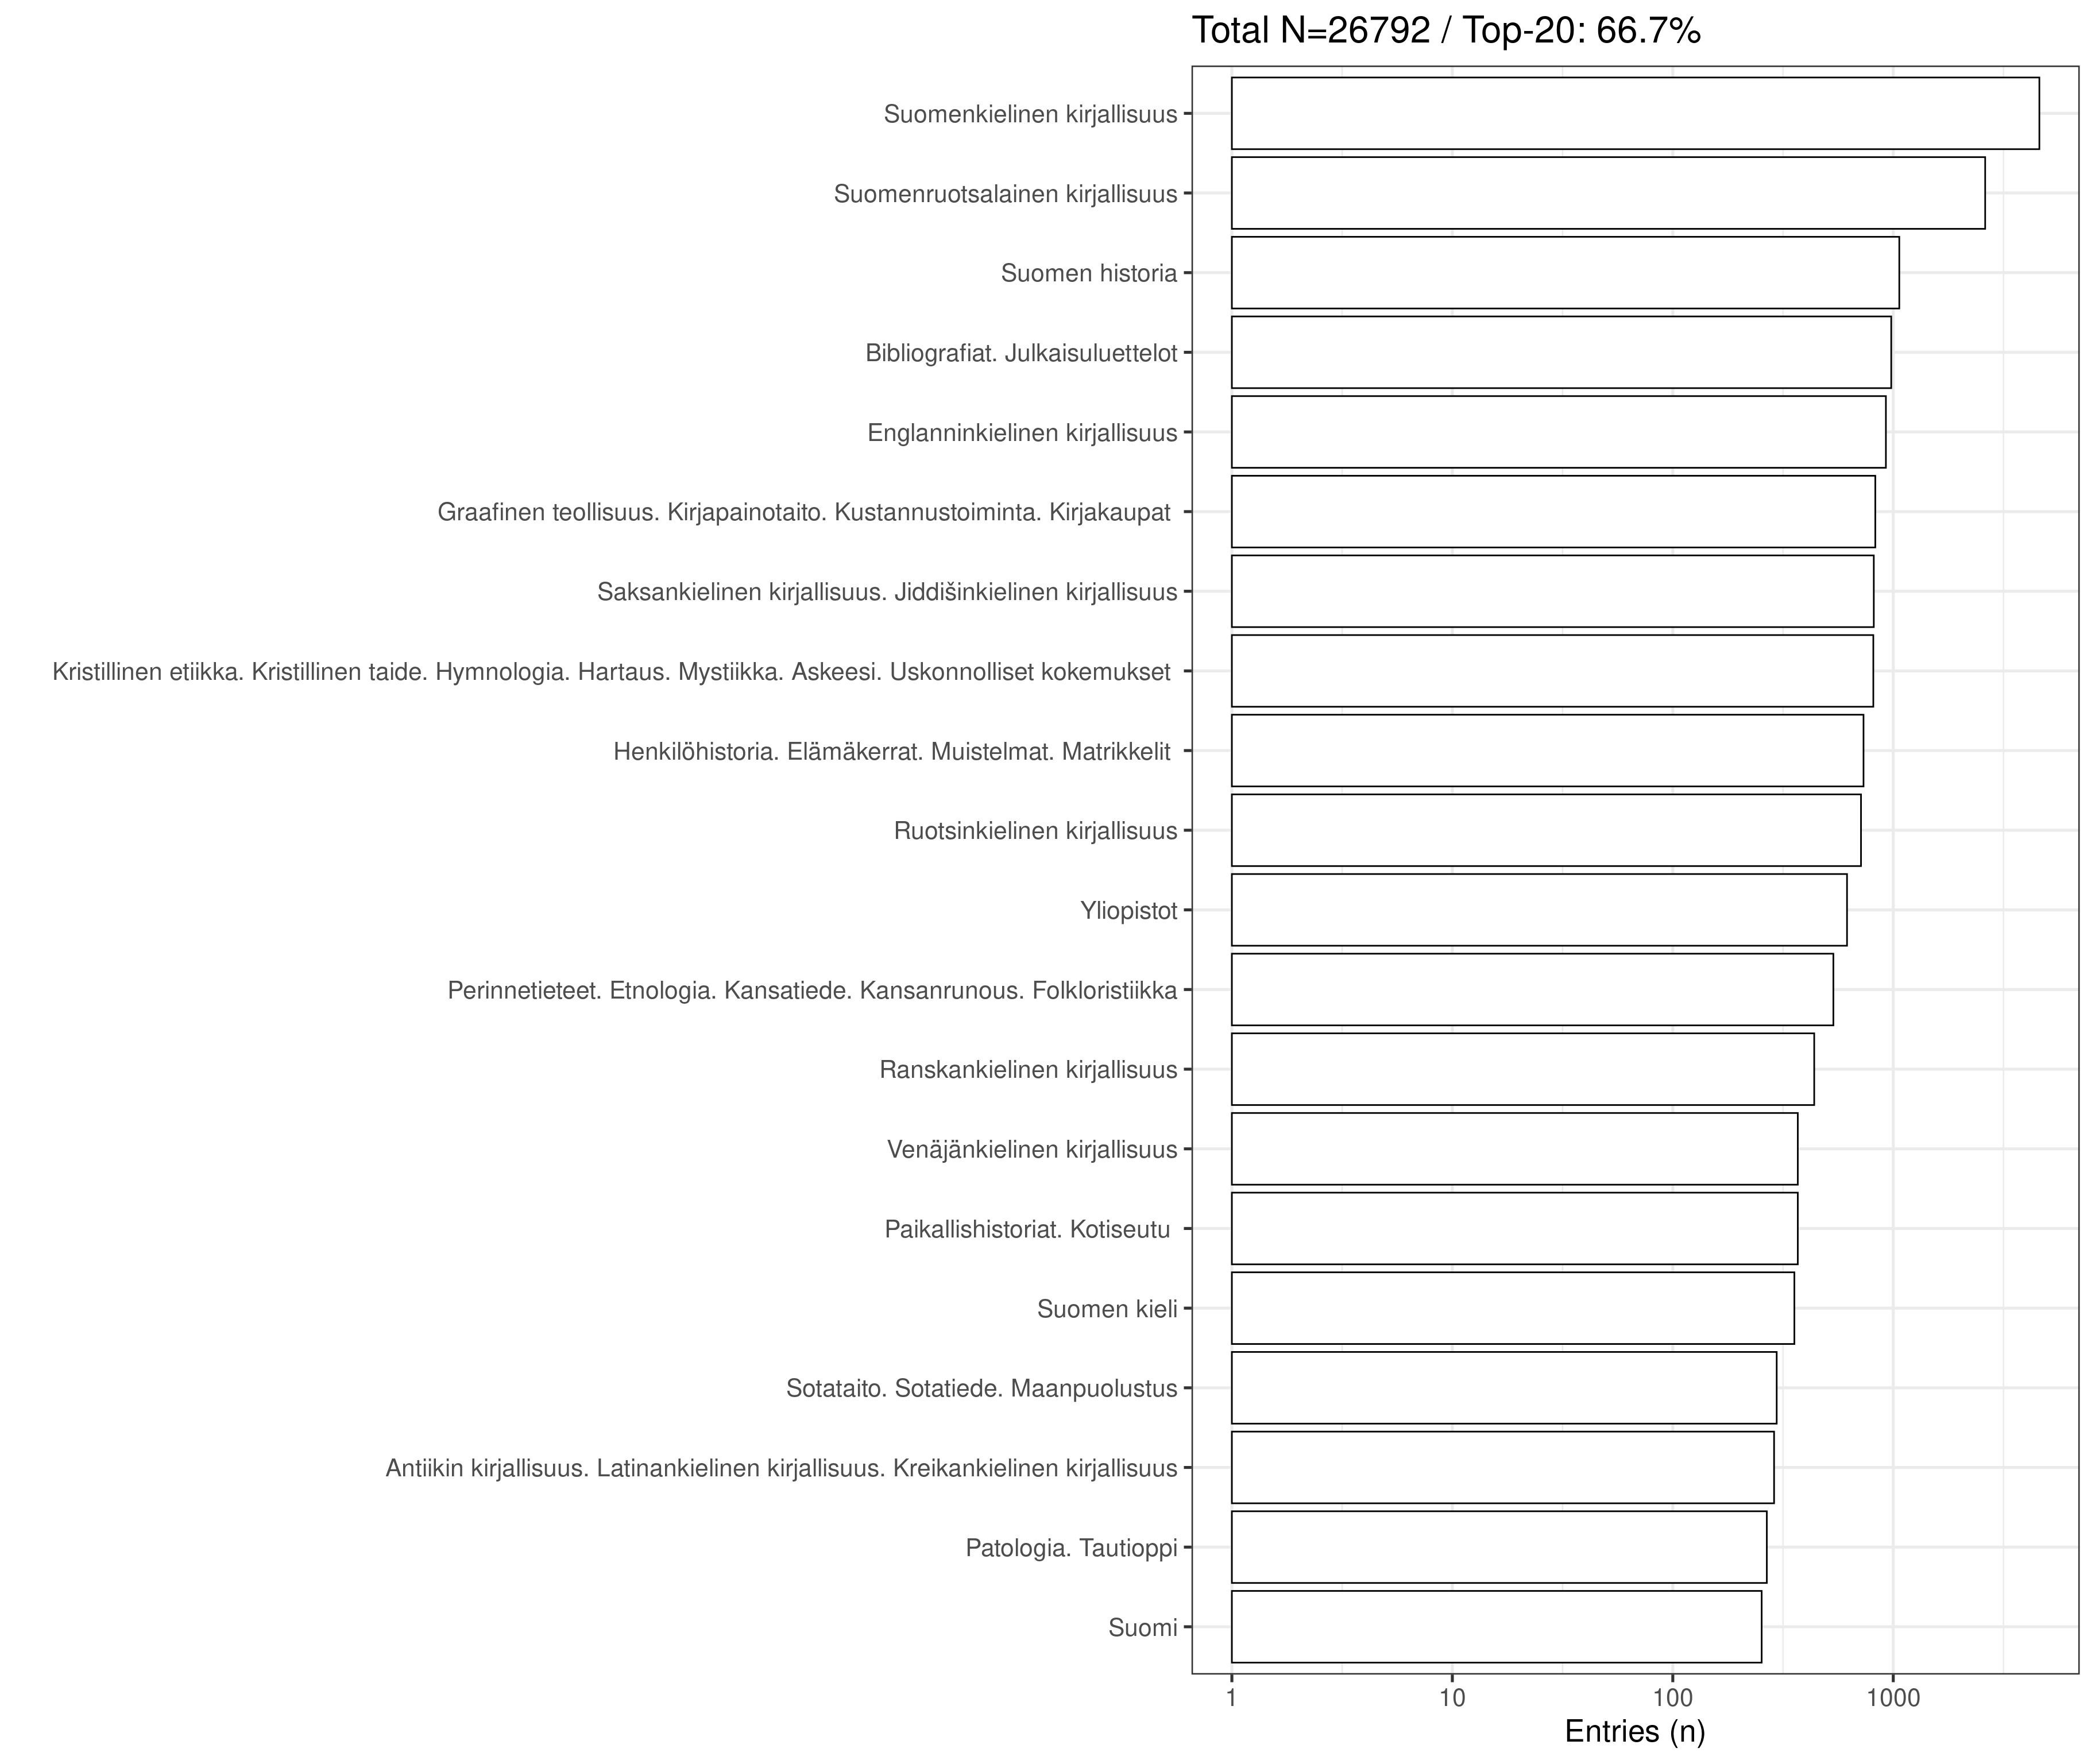 Total N=26792 / Top-20: 66.7%
Suomenkielinen kirjallisuus
Suomenruotsalainen kirjallisuus
Suomen historia
Bibliografiat. Julkaisuluettelot
Englanninkielinen kirjallisuus
Graafinen teollisuus. Kirjapainotaito. Kustannustoiminta. Kirjakaupat
Saksankielinen kirjallisuus. Jiddišinkielinen kirjallisuus
Kristillinen etiikka. Kristillinen taide. Hymnologia. Hartaus. Mystiikka. Askeesi. Uskonnolliset kokemukset
Henkilöhistoria. Elämäkerrat. Muistelmat. Matrikkelit
Ruotsinkielinen kirjallisuus
Yliopistot
Perinnetieteet. Etnologia. Kansatiede. Kansanrunous. Folkloristiikka
Ranskankielinen kirjallisuus
Venäjänkielinen kirjallisuus
Paikallishistoriat. Kotiseutu
Suomen kieli
Sotataito. Sotatiede. Maanpuolustus
Antiikin kirjallisuus. Latinankielinen kirjallisuus. Kreikankielinen kirjallisuus
Patologia. Tautioppi
Suomi
1 10 100 1000
Entries (n)